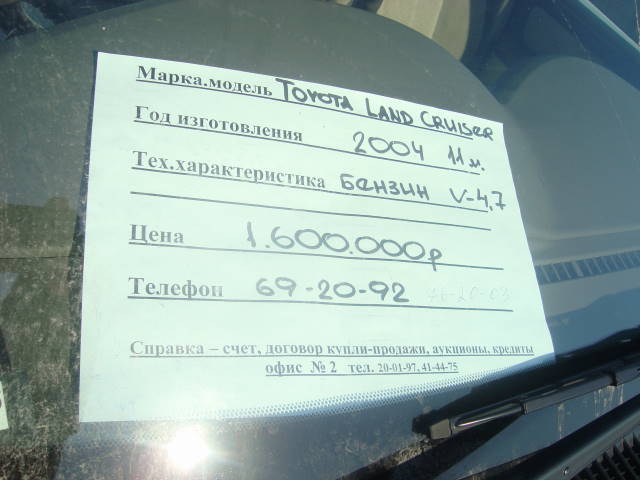 Марка.модель TOYOTA LAND CRUISER
Год изготовления 2004 11 м.
Тех.характеристика БЕНЗИН V-4,7
Цена 1.600.000р
Телефон 69-20-92
Справка – счет, договор купли-продажи, аукционы, кредиты
офис № 2 тел. 20-01-97, 41-44-75